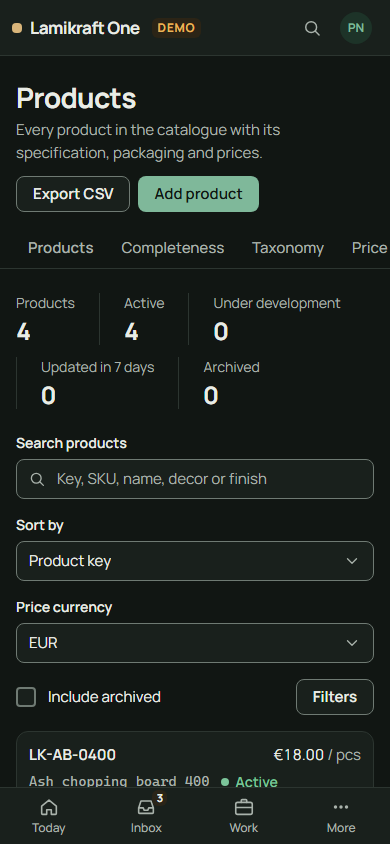 Lamikraft One DEMO PN
Products
Every product in the catalogue with its
specification, packaging and prices.
Export CSV Add product
Products Completeness Taxonomy Price
Products Active Under development
4 4 0
Updated in 7 days Archived
0 0
Search products
Key, SKU, name, decor or finish
Sort by
Product key
Price currency
EUR
Include archived Filters
LK-AB-0400 €18.00 / pcs
Ash chopping board 400 Active
3
Today Inbox Work More